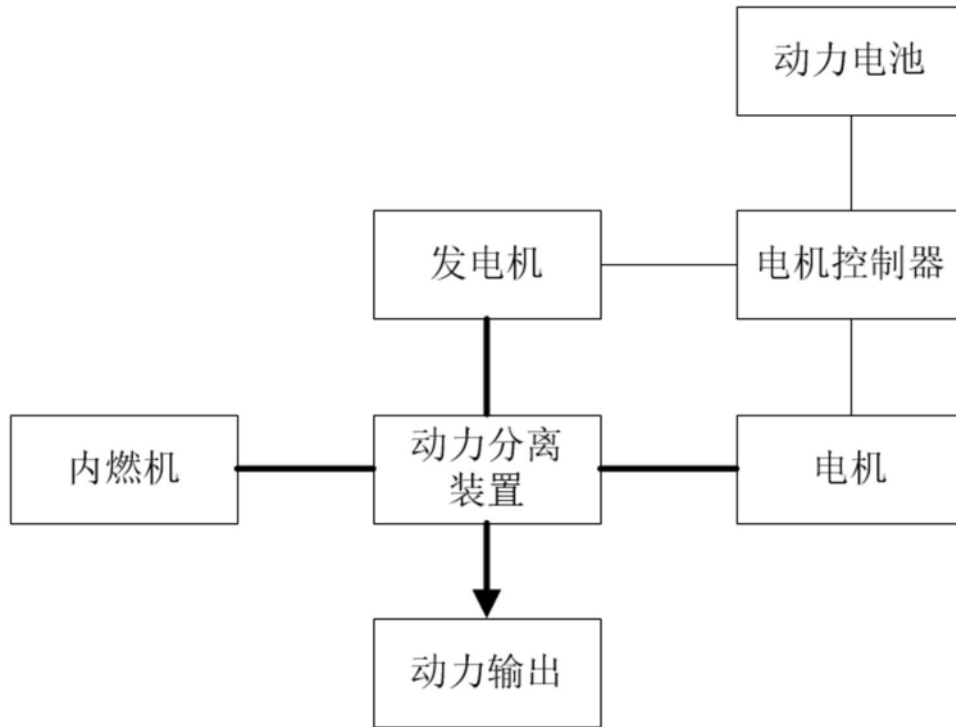 动力电池
发电机
电机控制器
内燃机
动力分离
装置
电机
动力输出